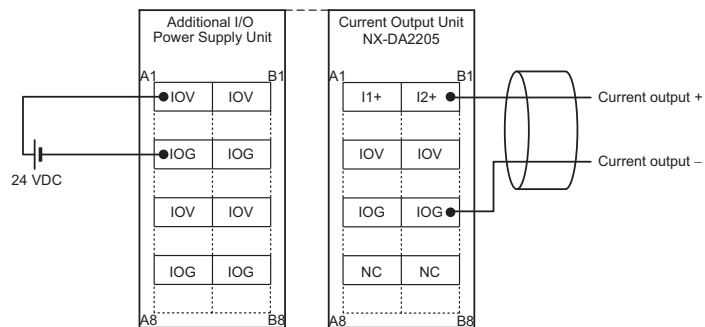 Additional I/O
Power Supply Unit
Current Output Unit
NX-DA2205
A1 B1
A1 B1
IOV IOV
I1+ I2+
Current output +
IOG IOG
IOV IOV
Current output –
24 VDC
IOV IOV
IOG IOG
IOG IOG
NC NC
A8 B8
A8 B8